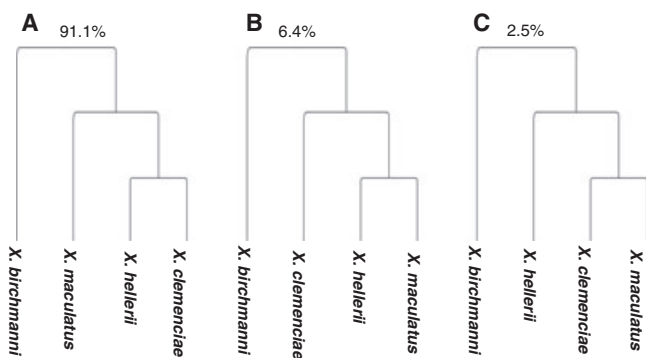 A
91.1%
X. birchmanni
X. maculatus
X. hellerii
X. clemenciae
B
6.4%
X. birchmanni
X. clemenciae
X. hellerii
X. maculatus
C
2.5%
X. birchmanni
X. hellerii
X. clemenciae
X. maculatus